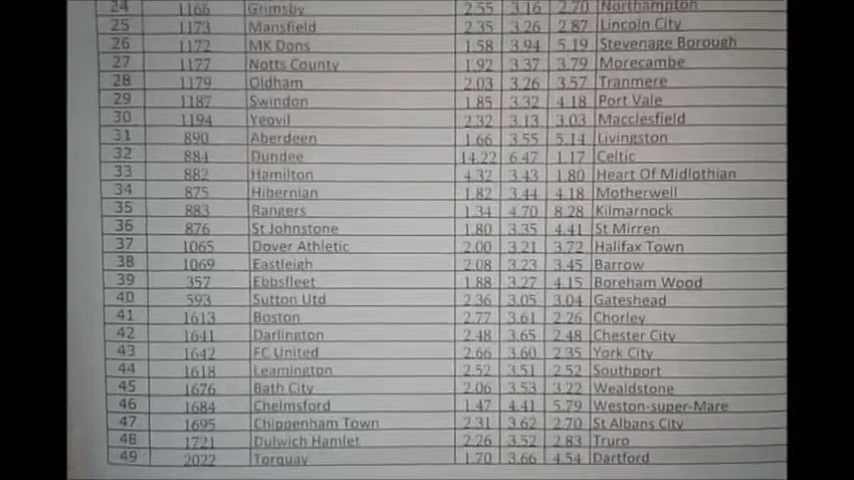 24 1166 Grimsby 2.55 3.16 2.70 Northampton
25 1173 Mansfield 2.35 3.26 2.87 Lincoln City
26 1172 MK Dons 1.58 3.94 5.19 Stevenage Borough
27 1177 Notts County 1.92 3.37 3.79 Morecambe
28 1179 Oldham 2.03 3.26 3.57 Tranmere
29 1187 Swindon 1.85 3.32 4.18 Port Vale
30 1194 Yeovil 2.32 3.13 3.03 Macclesfield
31 890 Aberdeen 1.66 3.55 5.14 Livingston
32 884 Dundee 14.22 6.47 1.17 Celtic
33 882 Hamilton 4.32 3.43 1.80 Heart Of Midlothian
34 875 Hibernian 1.82 3.44 4.18 Motherwell
35 883 Rangers 1.34 4.70 8.28 Kilmarnock
36 876 St Johnstone 1.80 3.35 4.41 St Mirren
37 1065 Dover Athletic 2.00 3.21 3.72 Halifax Town
38 1069 Eastleigh 2.08 3.23 3.45 Barrow
39 357 Ebbsfleet 1.88 3.27 4.15 Boreham Wood
40 593 Sutton Utd 2.36 3.05 3.04 Gateshead
41 1613 Boston 2.77 3.61 2.26 Chorley
42 1641 Darlington 2.48 3.65 2.48 Chester City
43 1642 FC United 2.66 3.60 2.35 York City
44 1618 Leamington 2.52 3.51 2.52 Southport
45 1676 Bath City 2.06 3.53 3.22 Wealdstone
46 1684 Chelmsford 1.47 4.41 5.79 Weston-super-Mare
47 1695 Chippenham Town 2.31 3.62 2.70 St Albans City
48 1721 Dulwich Hamlet 2.26 3.52 2.83 Truro
49 2022 Torquay 1.70 3.66 4.54 Dartford